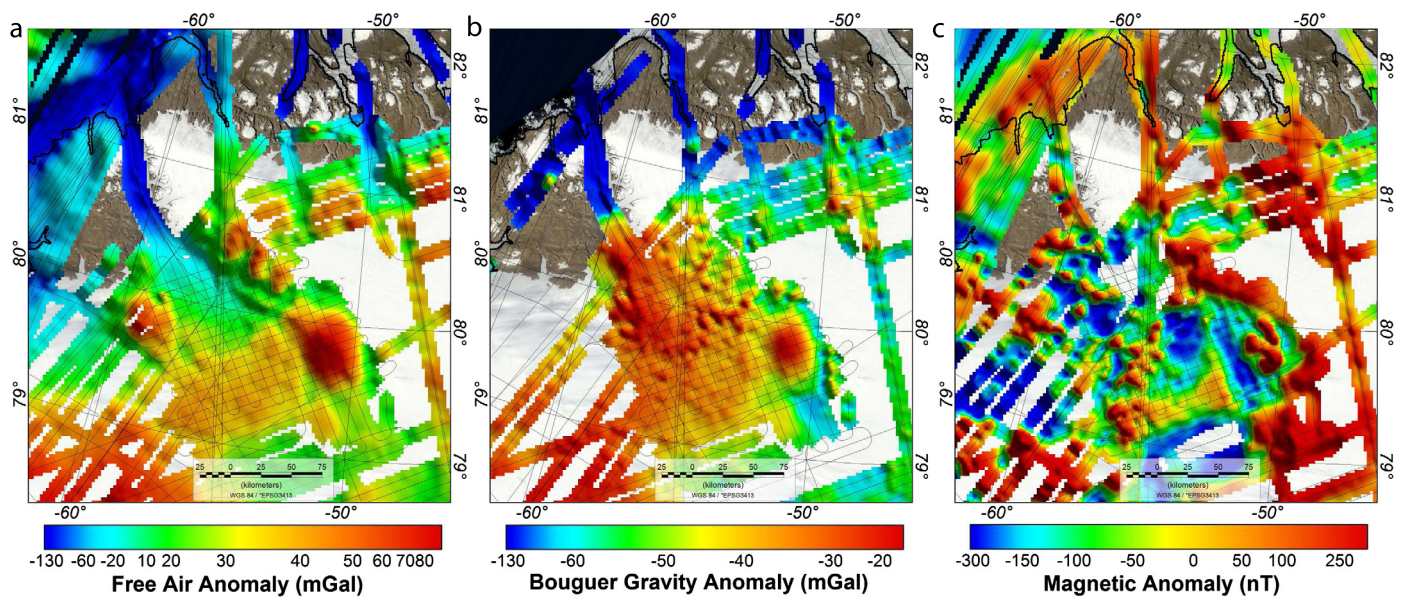 a
-60°
-50°
82°
81°
81°
80°
80°
79°
79°
25 0 25 50 75
(kilometers)
WGS 84 / *EPSG3413
-60°
-50°
-130 -60 -20 10 20 30 40 50 60 70 80
Free Air Anomaly (mGal)
b
-60°
-50°
82°
81°
81°
80°
80°
79°
79°
25 0 25 50 75
(kilometers)
WGS 84 / *EPSG3413
-60°
-50°
-130 -60 -50 -40 -30 -20
Bouguer Gravity Anomaly (mGal)
c
-60°
-50°
82°
81°
81°
80°
80°
79°
79°
25 0 25 50 75
(kilometers)
WGS 84 / *EPSG3413
-60°
-50°
-300 -150 -100 -50 0 50 100 250
Magnetic Anomaly (nT)